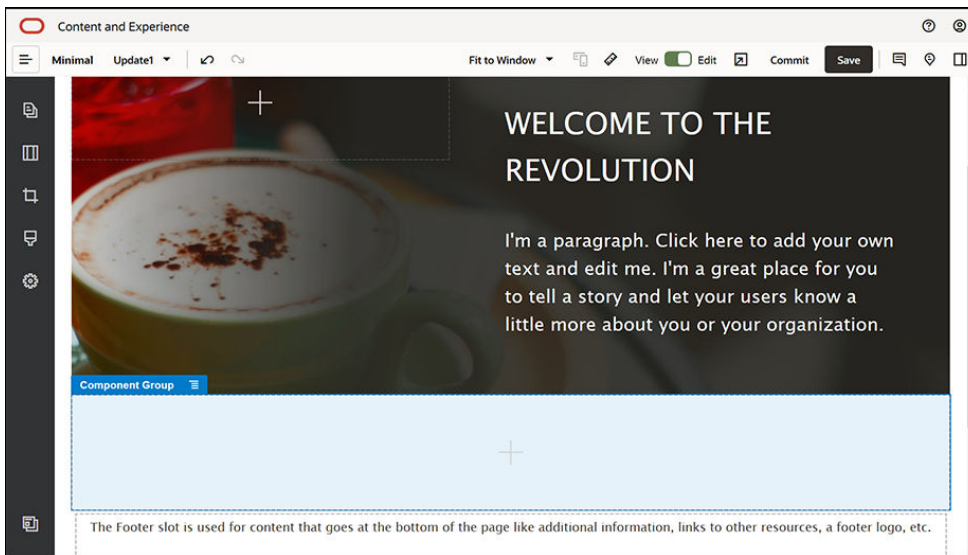 Content and Experience
Minimal Update1 Fit to Window View Edit Commit Save
WELCOME TO THE
REVOLUTION
I'm a paragraph. Click here to add your own
text and edit me. I'm a great place for you
to tell a story and let your users know a
little more about you or your organization.
Component Group
The Footer slot is used for content that goes at the bottom of the page like additional information, links to other resources, a footer logo, etc.